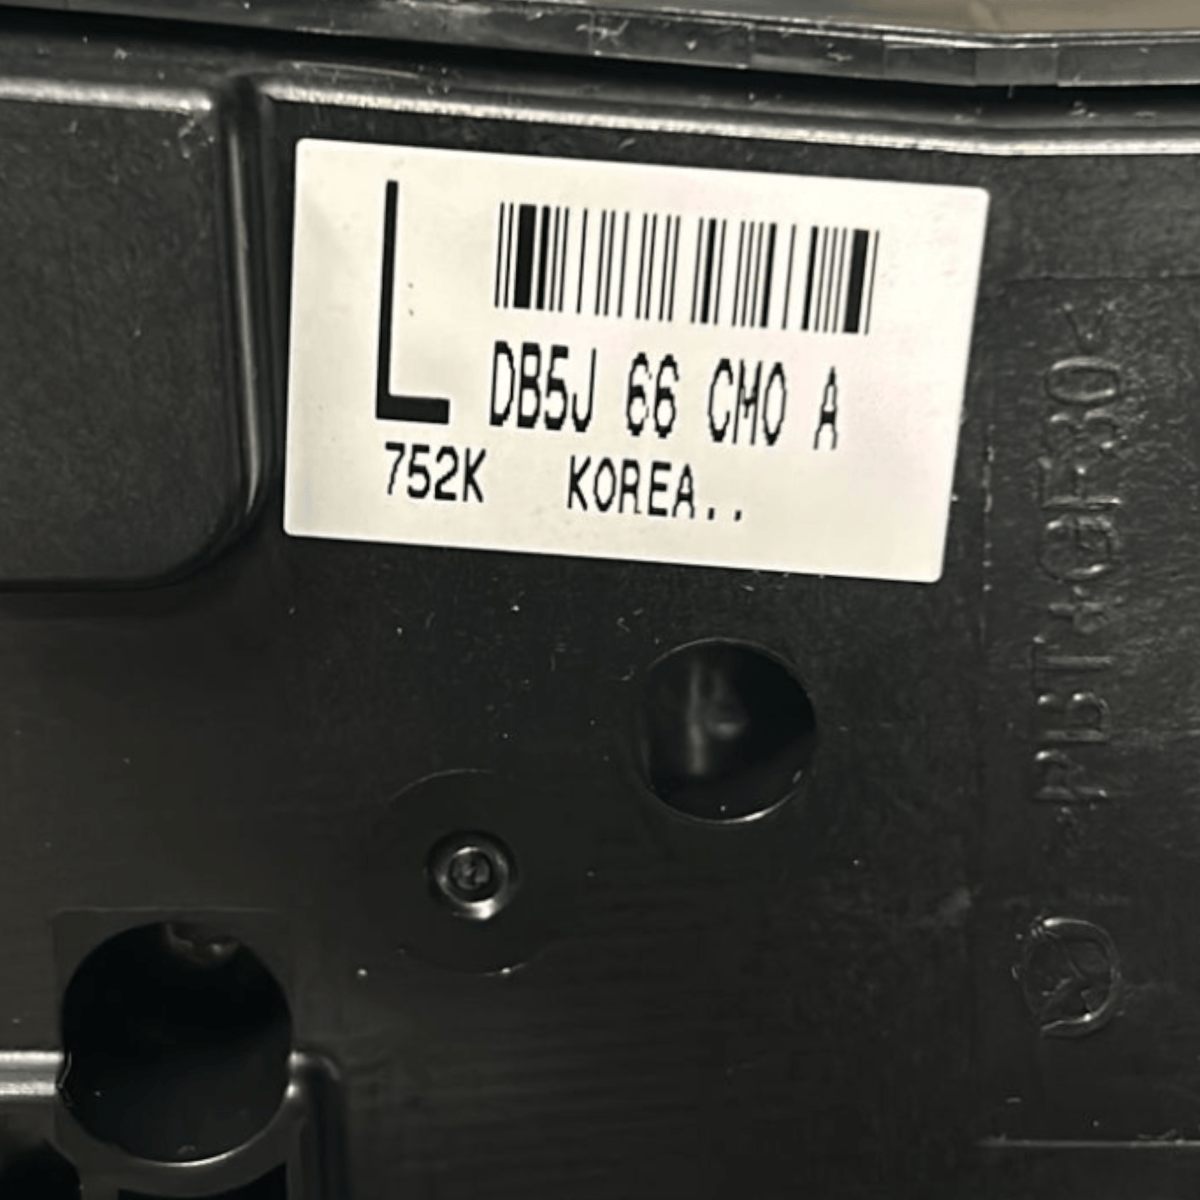 L
DB5J 66 CM0 A
752K KOREA..
>PBT+GF30<